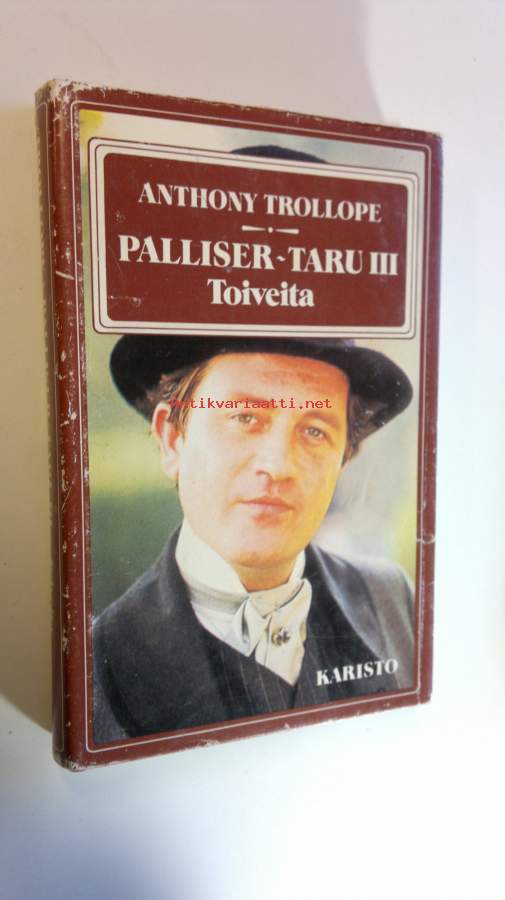 ANTHONY TROLLOPE
PALLISER~TARU III
Toiveita
antikvariaatti.net
KARISTO